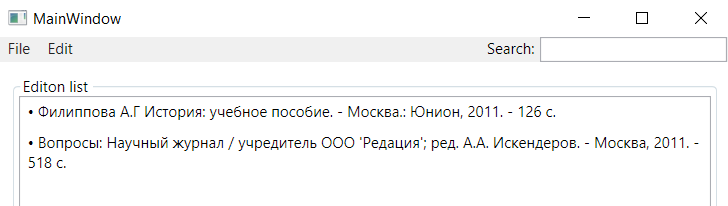 MainWindow
File Edit Search:
Editon list
• Филиппова А.Г История: учебное пособие. - Москва.: Юнион, 2011. - 126 с.
• Вопросы: Научный журнал / учредитель ООО 'Редация'; ред. А.А. Искендеров. - Москва, 2011. -
518 с.